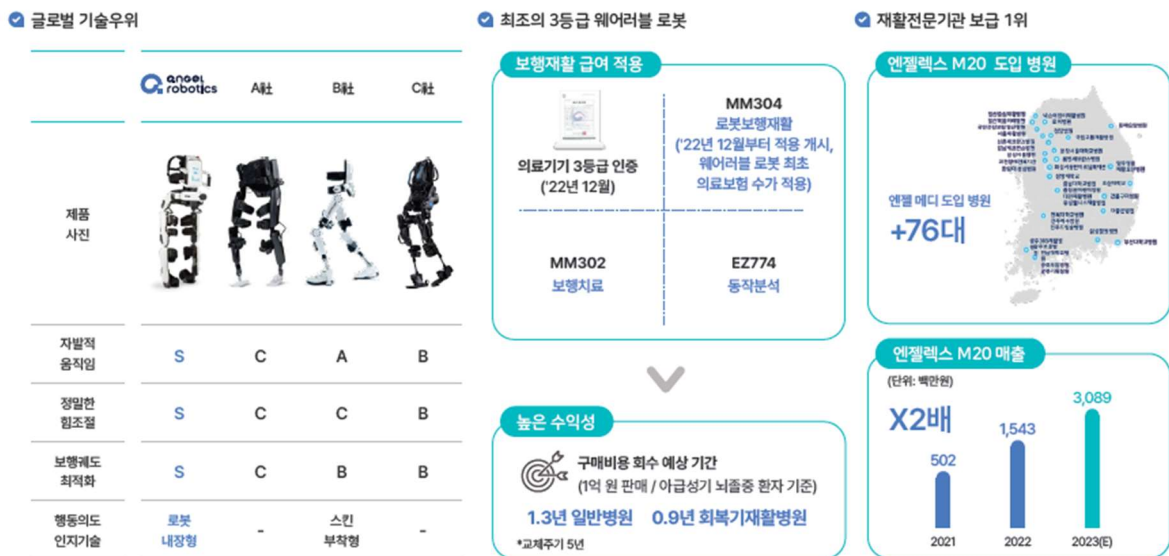 글로벌 기술우위
angel
robotics
A社
B社
C社
제품
사진
자발적
움직임
S
C
A
B
정밀한
힘조절
S
C
C
B
보행궤도
최적화
S
C
B
B
행동의도
인지기술
로봇
내장형
-
스킨
부착형
-
최초의 3등급 웨어러블 로봇
보행재활 급여 적용
의료기기 3등급 인증
('22년 12월)
MM304
로봇보행재활
('22년 12월부터 적용 개시,
웨어러블 로봇 최초
의료보험 수가 적용)
MM302
보행치료
EZ774
동작분석
높은 수익성
구매비용 회수 예상 기간
(1억 원 판매 / 아급성기 뇌졸중 환자 기준)
1.3년 일반병원 0.9년 회복기재활병원
*교체주기 5년
재활전문기관 보급 1위
엔젤렉스 M20 도입 병원
엔젤 메디 도입 병원
+76대
엔젤렉스 M20 매출
(단위: 백만원)
X2배
502
1,543
3,089
2021
2022
2023(E)